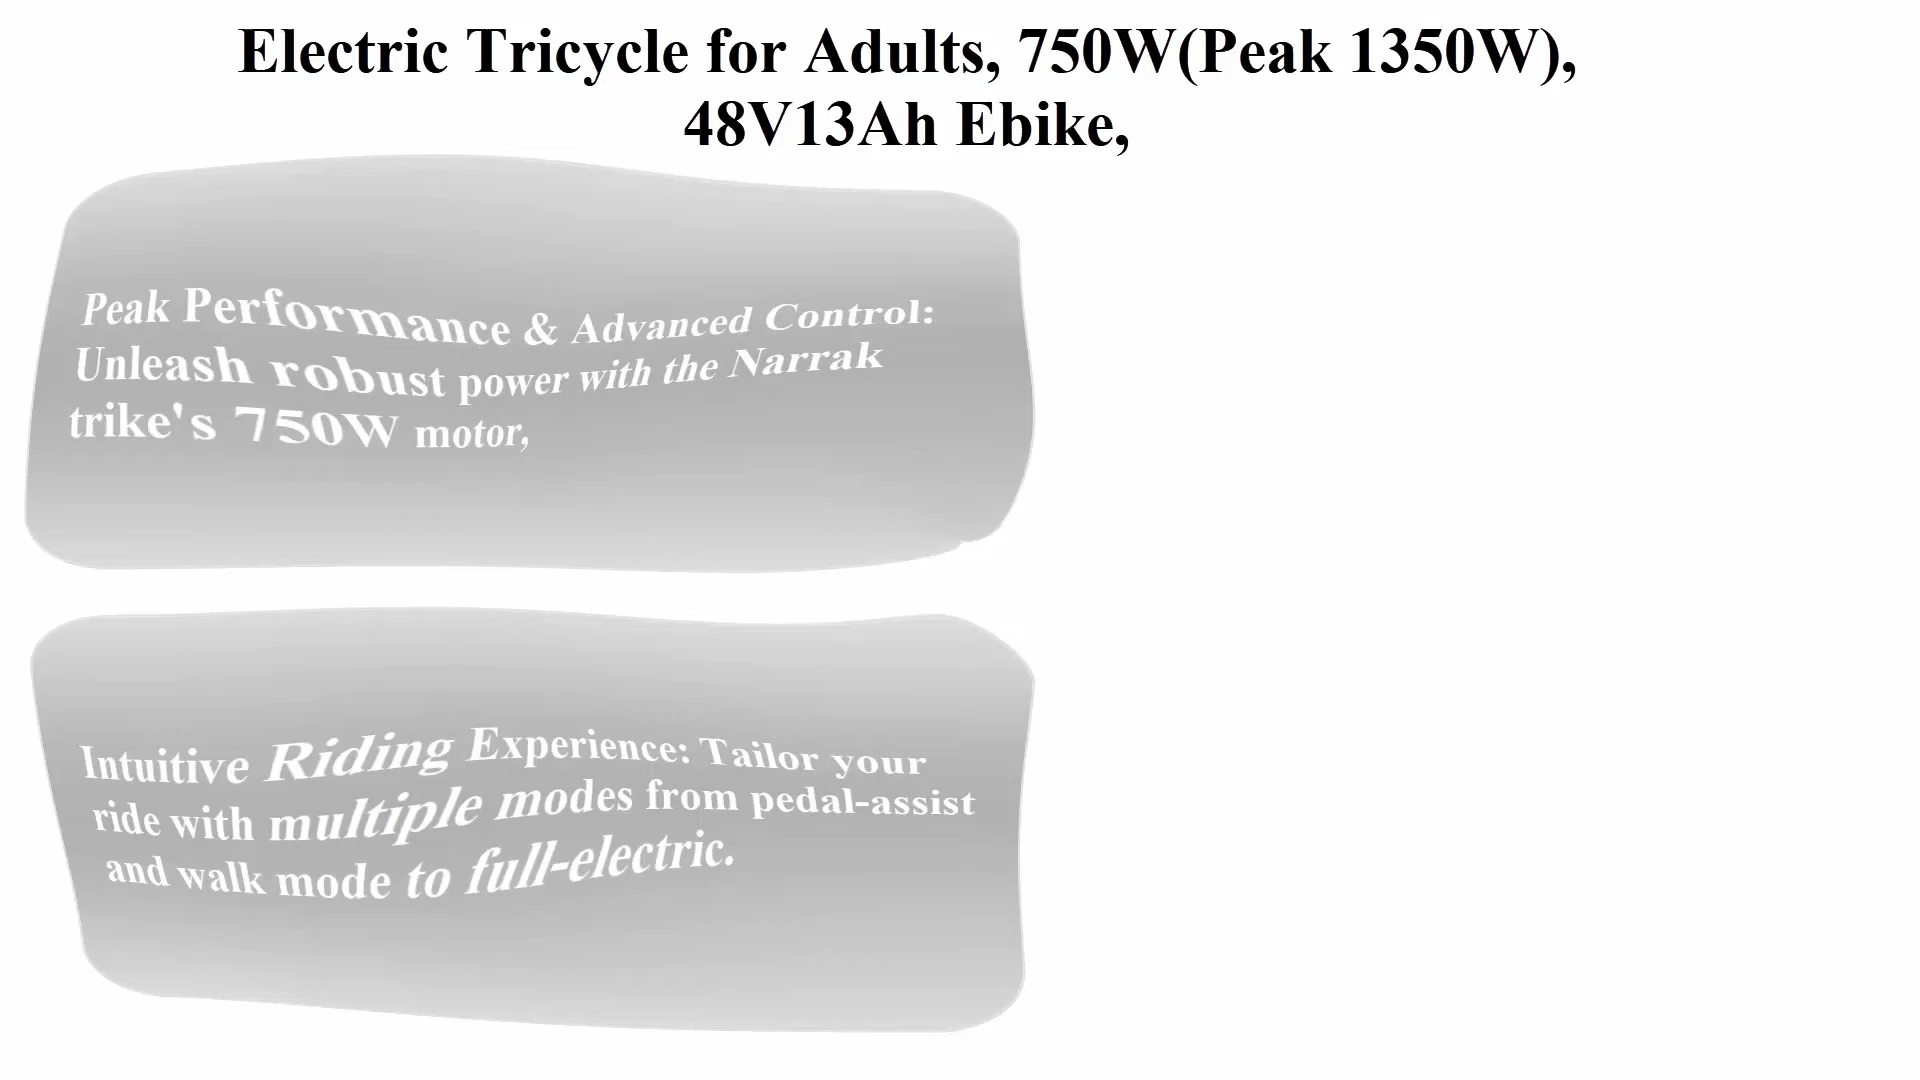 Electric Tricycle for Adults, 750W(Peak 1350W),
48V13Ah Ebike,
Peak Performance & Advanced Control:
Unleash robust power with the Narrak
trike's 750W motor,
Intuitive Riding Experience: Tailor your
ride with multiple modes from pedal-assist
and walk mode to full-electric.